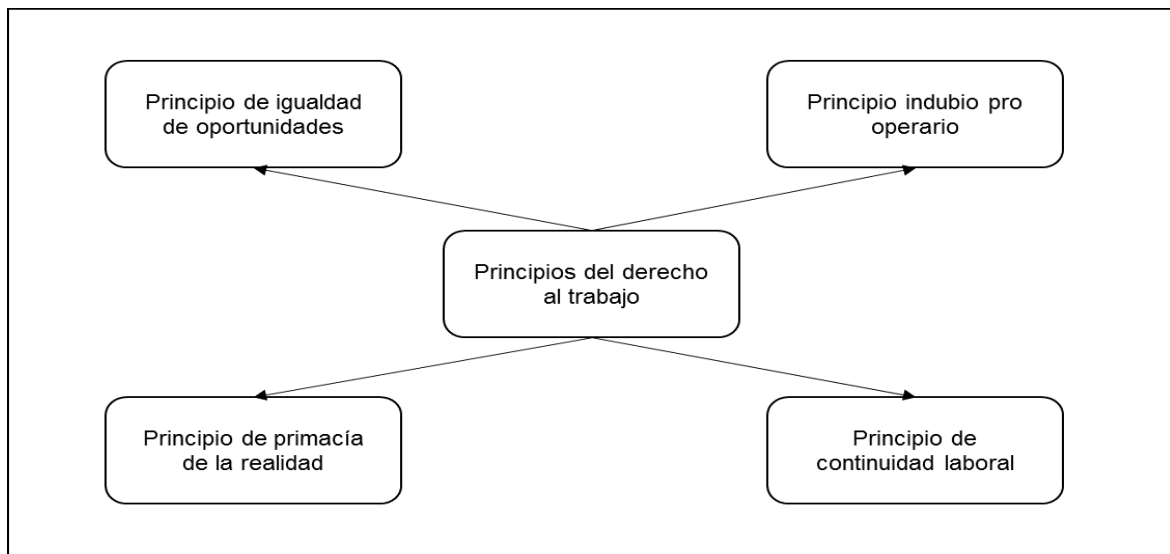 Principio de igualdad
de oportunidades
Principio indubio pro
operario
Principios del derecho
al trabajo
Principio de primacía
de la realidad
Principio de
continuidad laboral